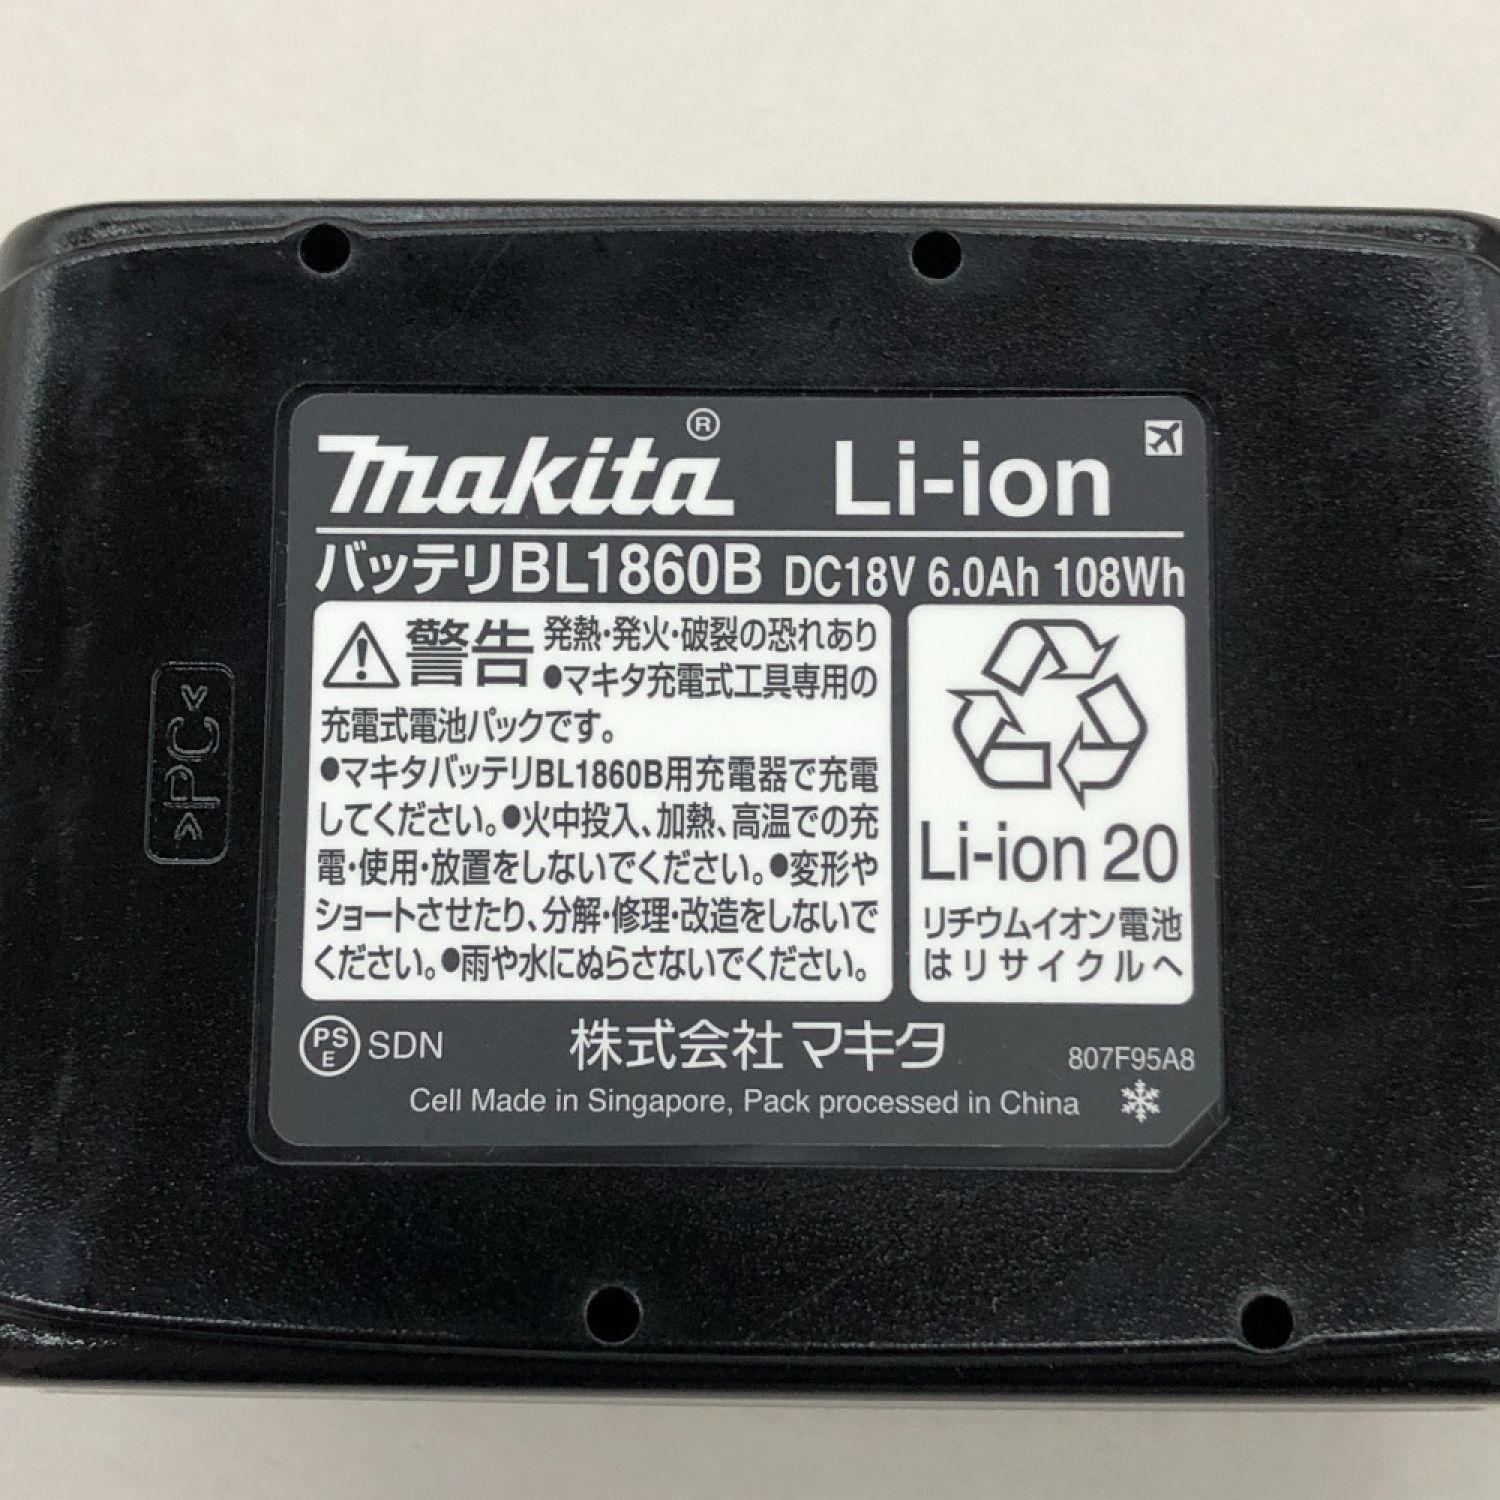 makita® Li-ion
バッテリBL1860B DC18V 6.0Ah 108Wh
警告 発熱・発火・破裂の恐れあり
●マキタ充電式工具専用の
充電式電池パックです。
●マキタバッテリBL1860B用充電器で充電
してください。●火中投入、加熱、高温での充
電・使用・放置をしないでください。●変形や
ショートさせたり、分解・修理・改造をしないで
ください。●雨や水にぬらさないでください。
Li-ion 20
リチウムイオン電池
はリサイクルへ
PSE SDN 株式会社マキタ 807F95A8
Cell Made in Singapore, Pack processed in China
>PC<